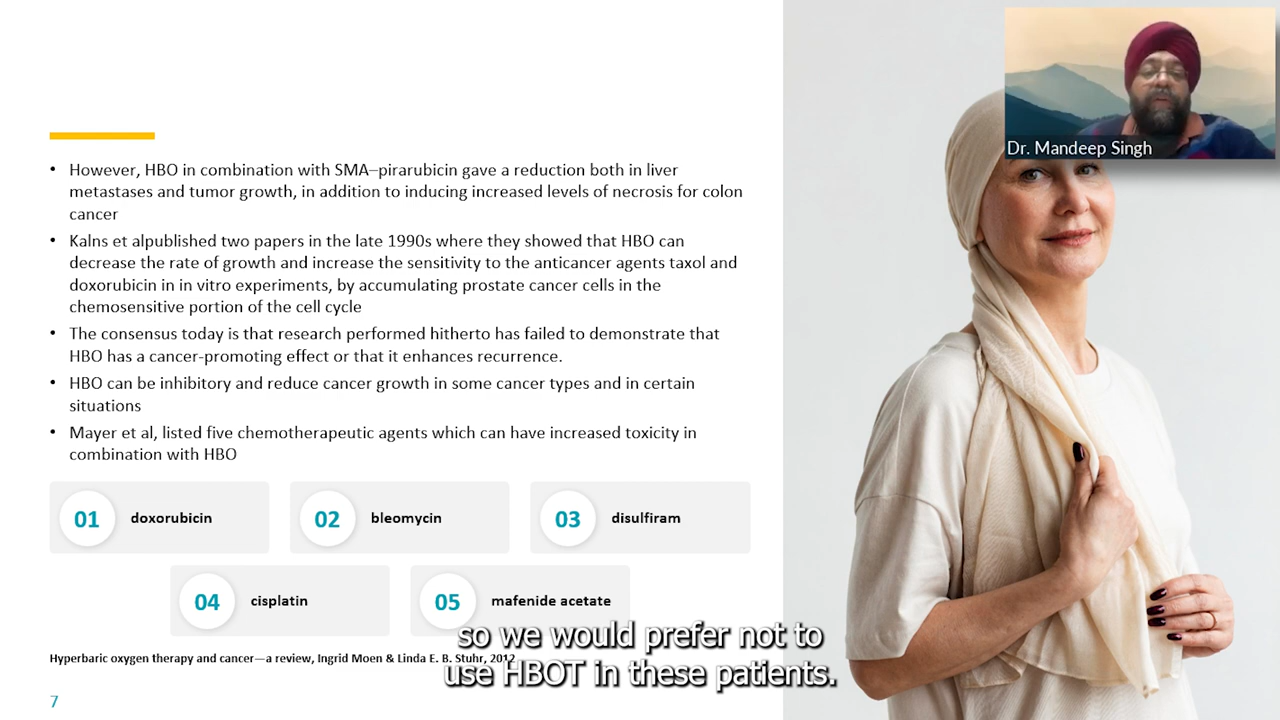 Dr. Mandeep Singh
• However, HBO in combination with SMA–pirarubicin gave a reduction both in liver
metastases and tumor growth, in addition to inducing increased levels of necrosis for colon
cancer
• Kalns et alpublished two papers in the late 1990s where they showed that HBO can
decrease the rate of growth and increase the sensitivity to the anticancer agents taxol and
doxorubicin in in vitro experiments, by accumulating prostate cancer cells in the
chemosensitive portion of the cell cycle
• The consensus today is that research performed hitherto has failed to demonstrate that
HBO has a cancer-promoting effect or that it enhances recurrence.
• HBO can be inhibitory and reduce cancer growth in some cancer types and in certain
situations
• Mayer et al, listed five chemotherapeutic agents which can have increased toxicity in
combination with HBO
01 doxorubicin
02 bleomycin
03 disulfiram
04 cisplatin
05 mafenide acetate
so we would prefer not to
use HBOT in these patients.
Hyperbaric oxygen therapy and cancer—a review, Ingrid Moen & Linda E. B. Stuhr, 2012
7